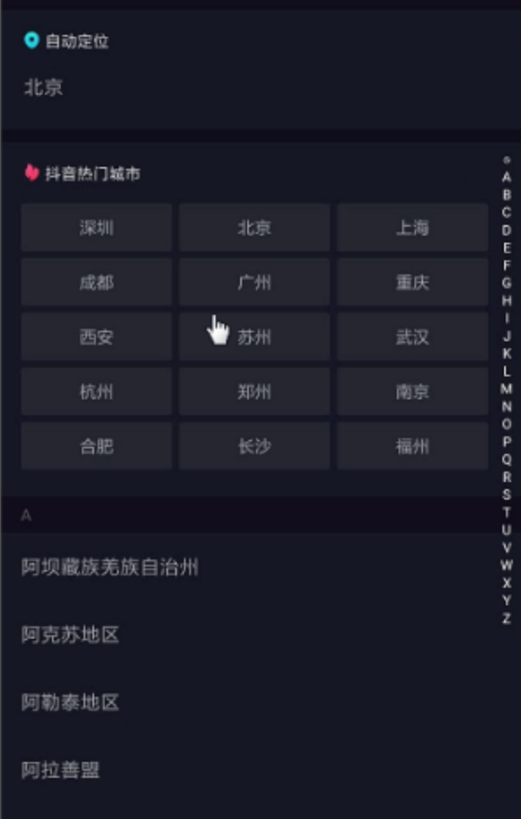 自动定位
北京
抖音热门城市
深圳 北京 上海
成都 广州 重庆
西安 苏州 武汉
杭州 郑州 南京
合肥 长沙 福州
A
阿坝藏族羌族自治州
阿克苏地区
阿勒泰地区
阿拉善盟
A
B
C
D
E
F
G
H
I
J
K
L
M
N
O
P
Q
R
S
T
U
V
W
X
Y
Z